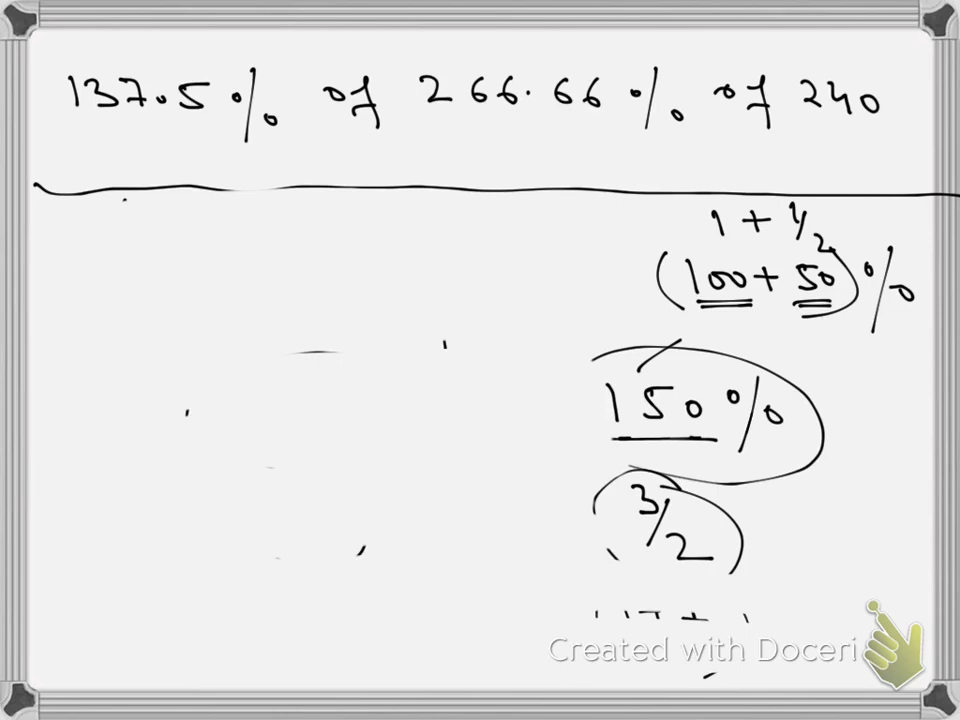 137.5% of 266.66% of 240
1 + 1/2
(100 + 50)%
150%
3/2
Created with Doceri